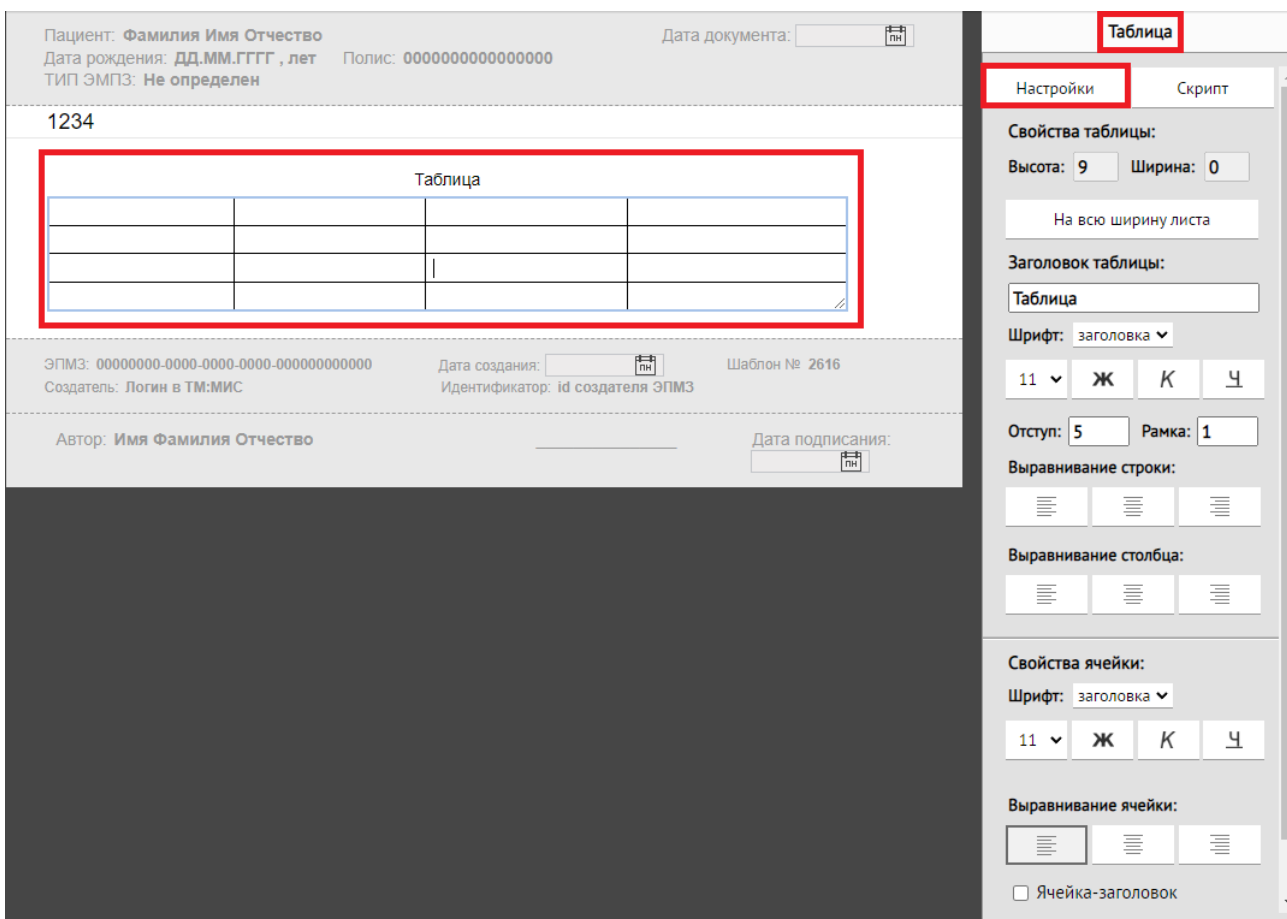 Пациент: Фамилия Имя Отчество Дата документа: ПН
Дата рождения: ДД.ММ.ГГГГ , лет Полис: 0000000000000000
ТИП ЭМПЗ: Не определен
1234
Таблица
ЭПМЗ: 00000000-0000-0000-0000-000000000000 Дата создания: ПН Шаблон № 2616
Создатель: Логин в ТМ:МИС Идентификатор: id создателя ЭПМЗ
Автор: Имя Фамилия Отчество Дата подписания:
ПН
Таблица
Настройки Скрипт
Свойства таблицы:
Высота: 9 Ширина: 0
На всю ширину листа
Заголовок таблицы:
Таблица
Шрифт: заголовка
11 Ж К Ч
Отступ: 5 Рамка: 1
Выравнивание строки:
Выравнивание столбца:
Свойства ячейки:
Шрифт: заголовка
11 Ж К Ч
Выравнивание ячейки:
Ячейка-заголовок